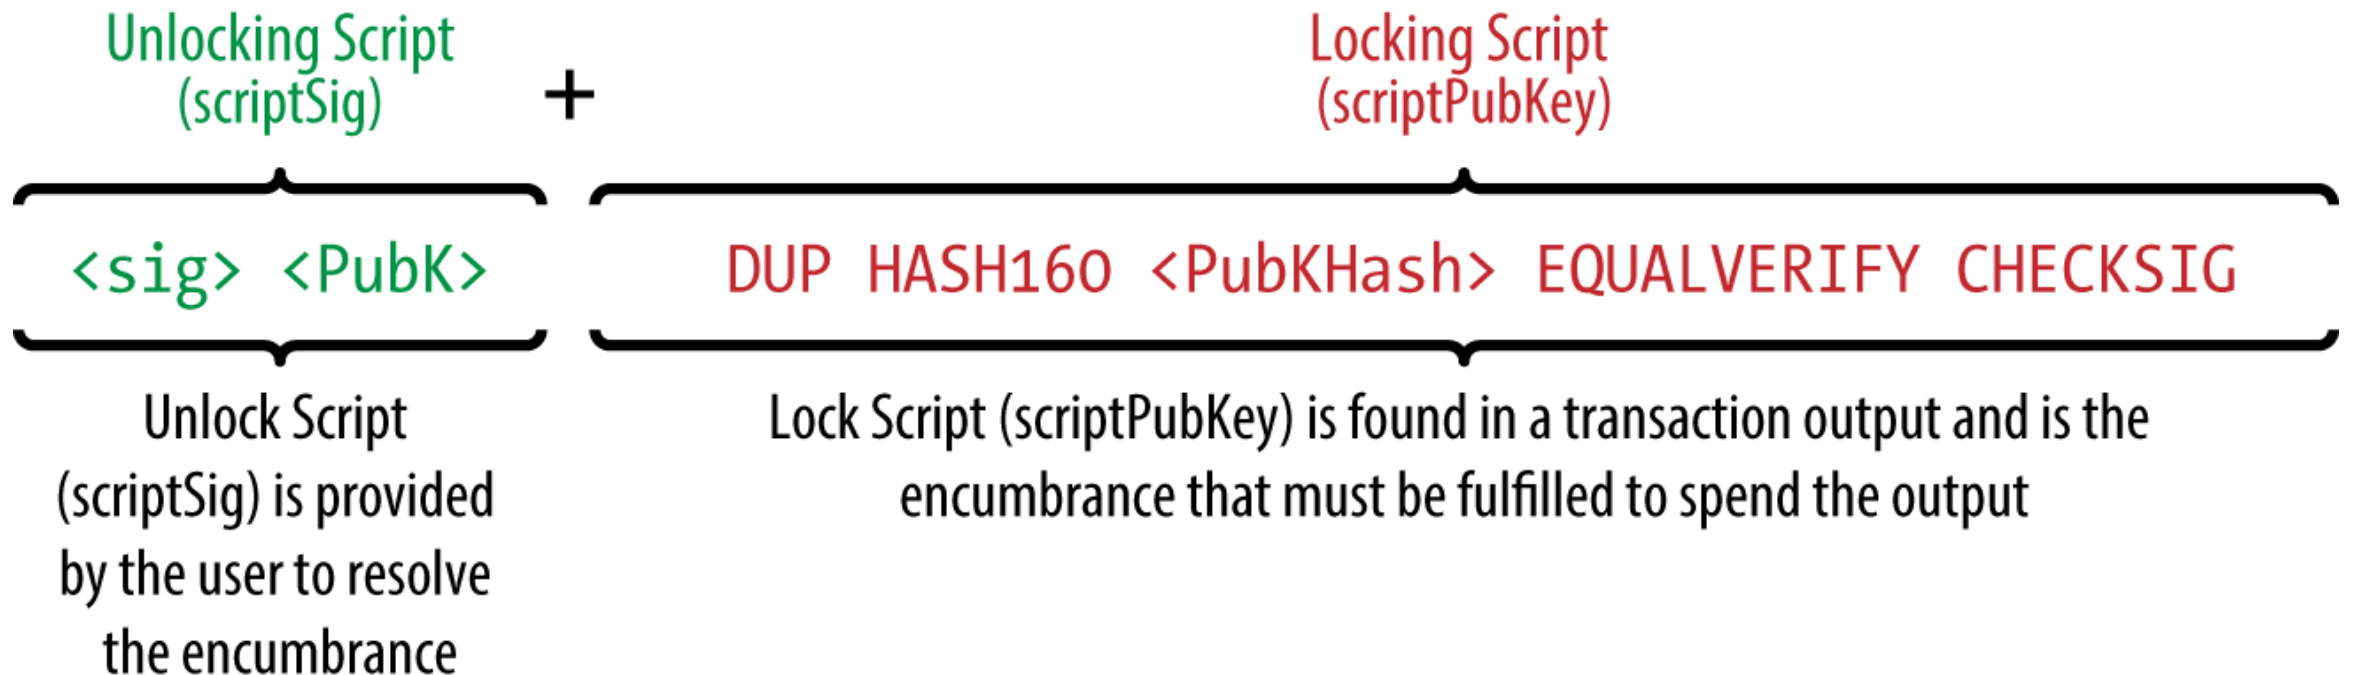 Unlocking Script
(scriptSig)
+
Locking Script
(scriptPubKey)
<sig> <PubK>
DUP HASH160 <PubKHash> EQUALVERIFY CHECKSIG
Unlock Script
(scriptSig) is provided
by the user to resolve
the encumbrance
Lock Script (scriptPubKey) is found in a transaction output and is the
encumbrance that must be fulfilled to spend the output